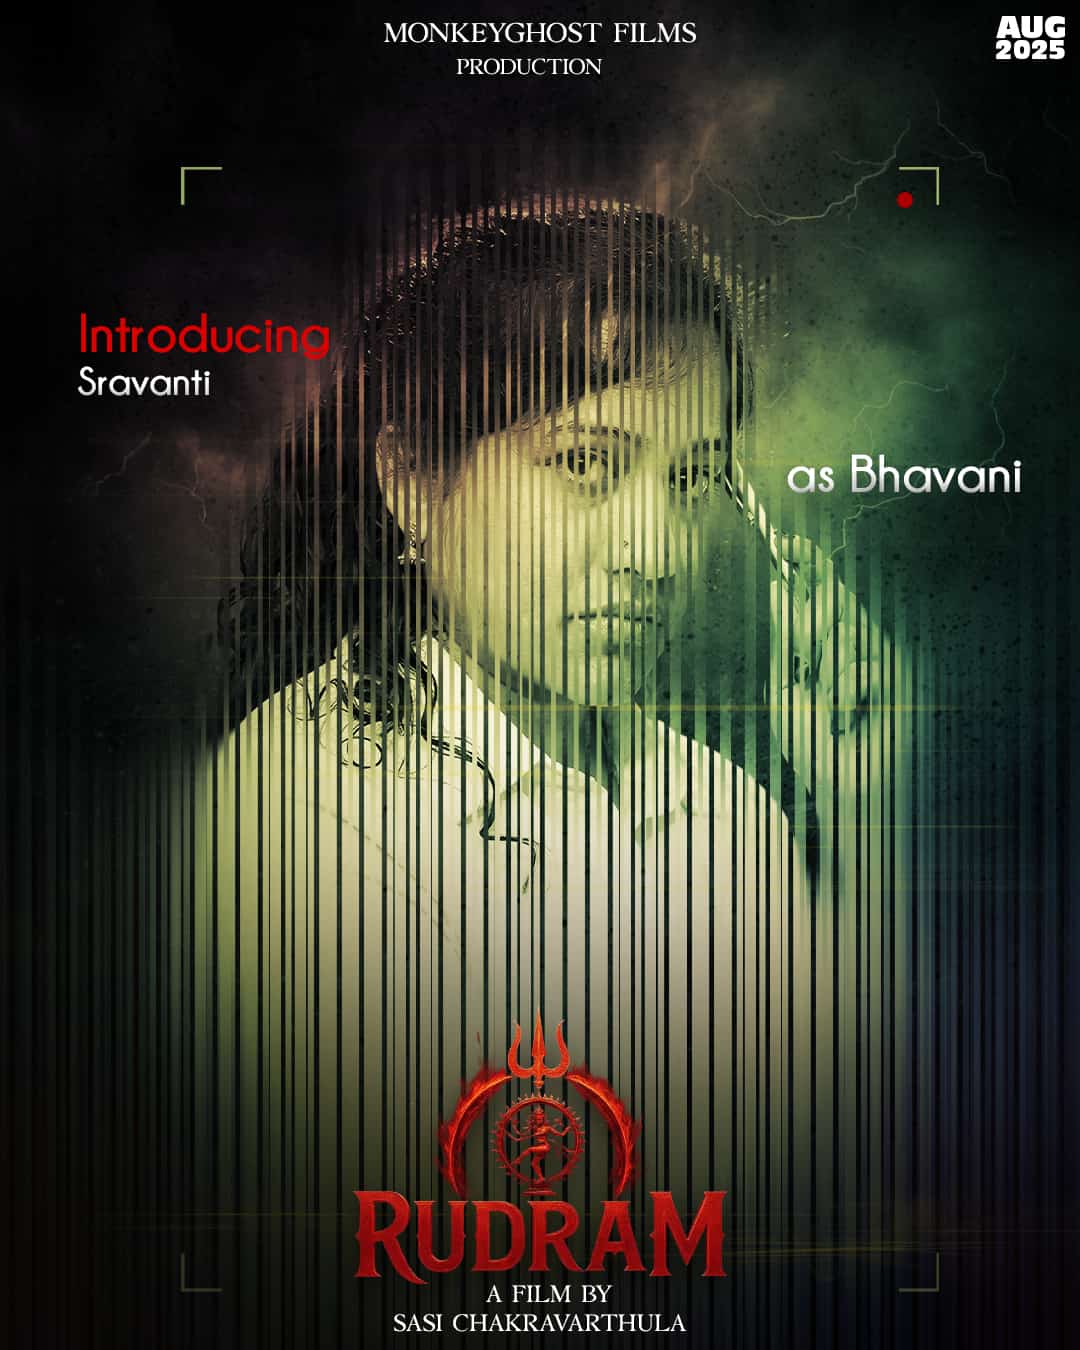 MONKEYGHOST FILMS
PRODUCTION
AUG
2025
Introducing
Sravanti
as Bhavani
RUDRAM
A FILM BY
SASI CHAKRAVARTHULA